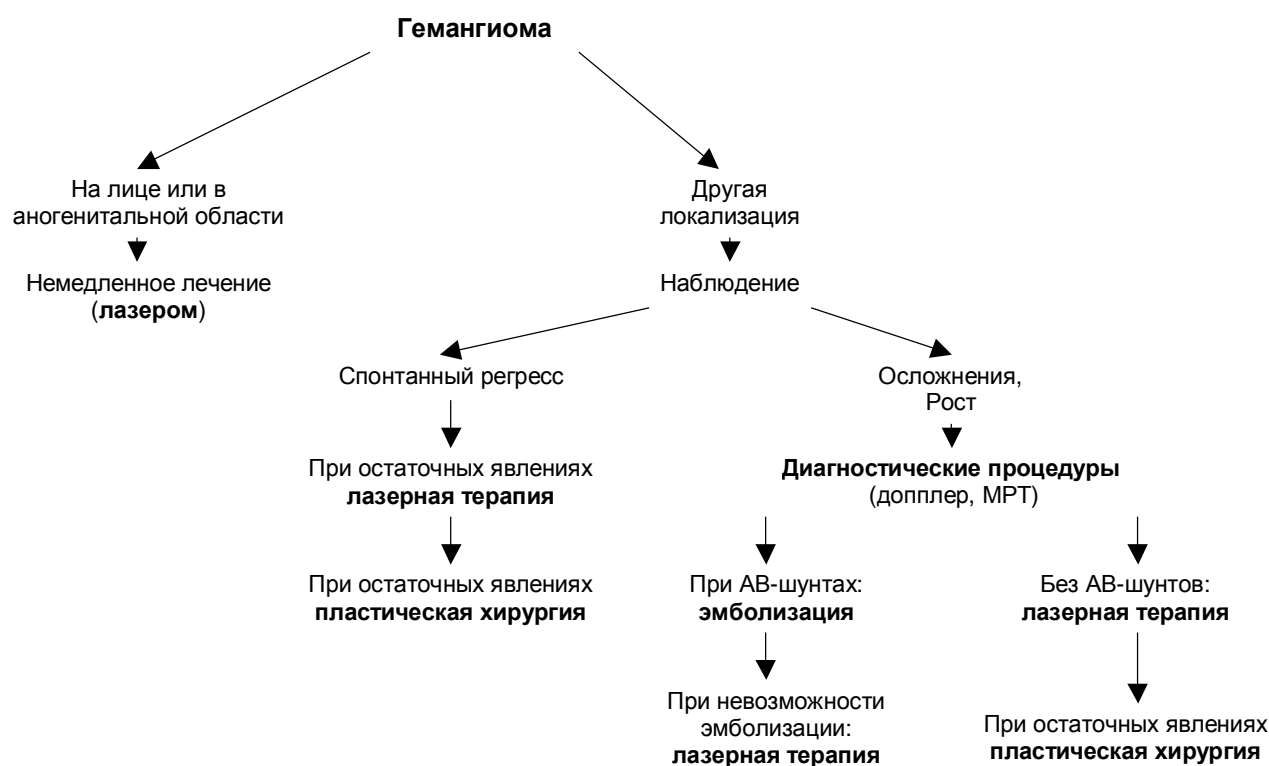 Гемангиома
На лице или в
аногенитальной области
Немедленное лечение
(лазером)
Другая
локализация
Наблюдение
Спонтанный регресс
При остаточных явлениях
лазерная терапия
При остаточных явлениях
пластическая хирургия
Осложнения,
Рост
Диагностические процедуры
(допплер, МРТ)
При АВ-шунтах:
эмболизация
При невозможности
эмболизации:
лазерная терапия
Без АВ-шунтов:
лазерная терапия
При остаточных явлениях
пластическая хирургия